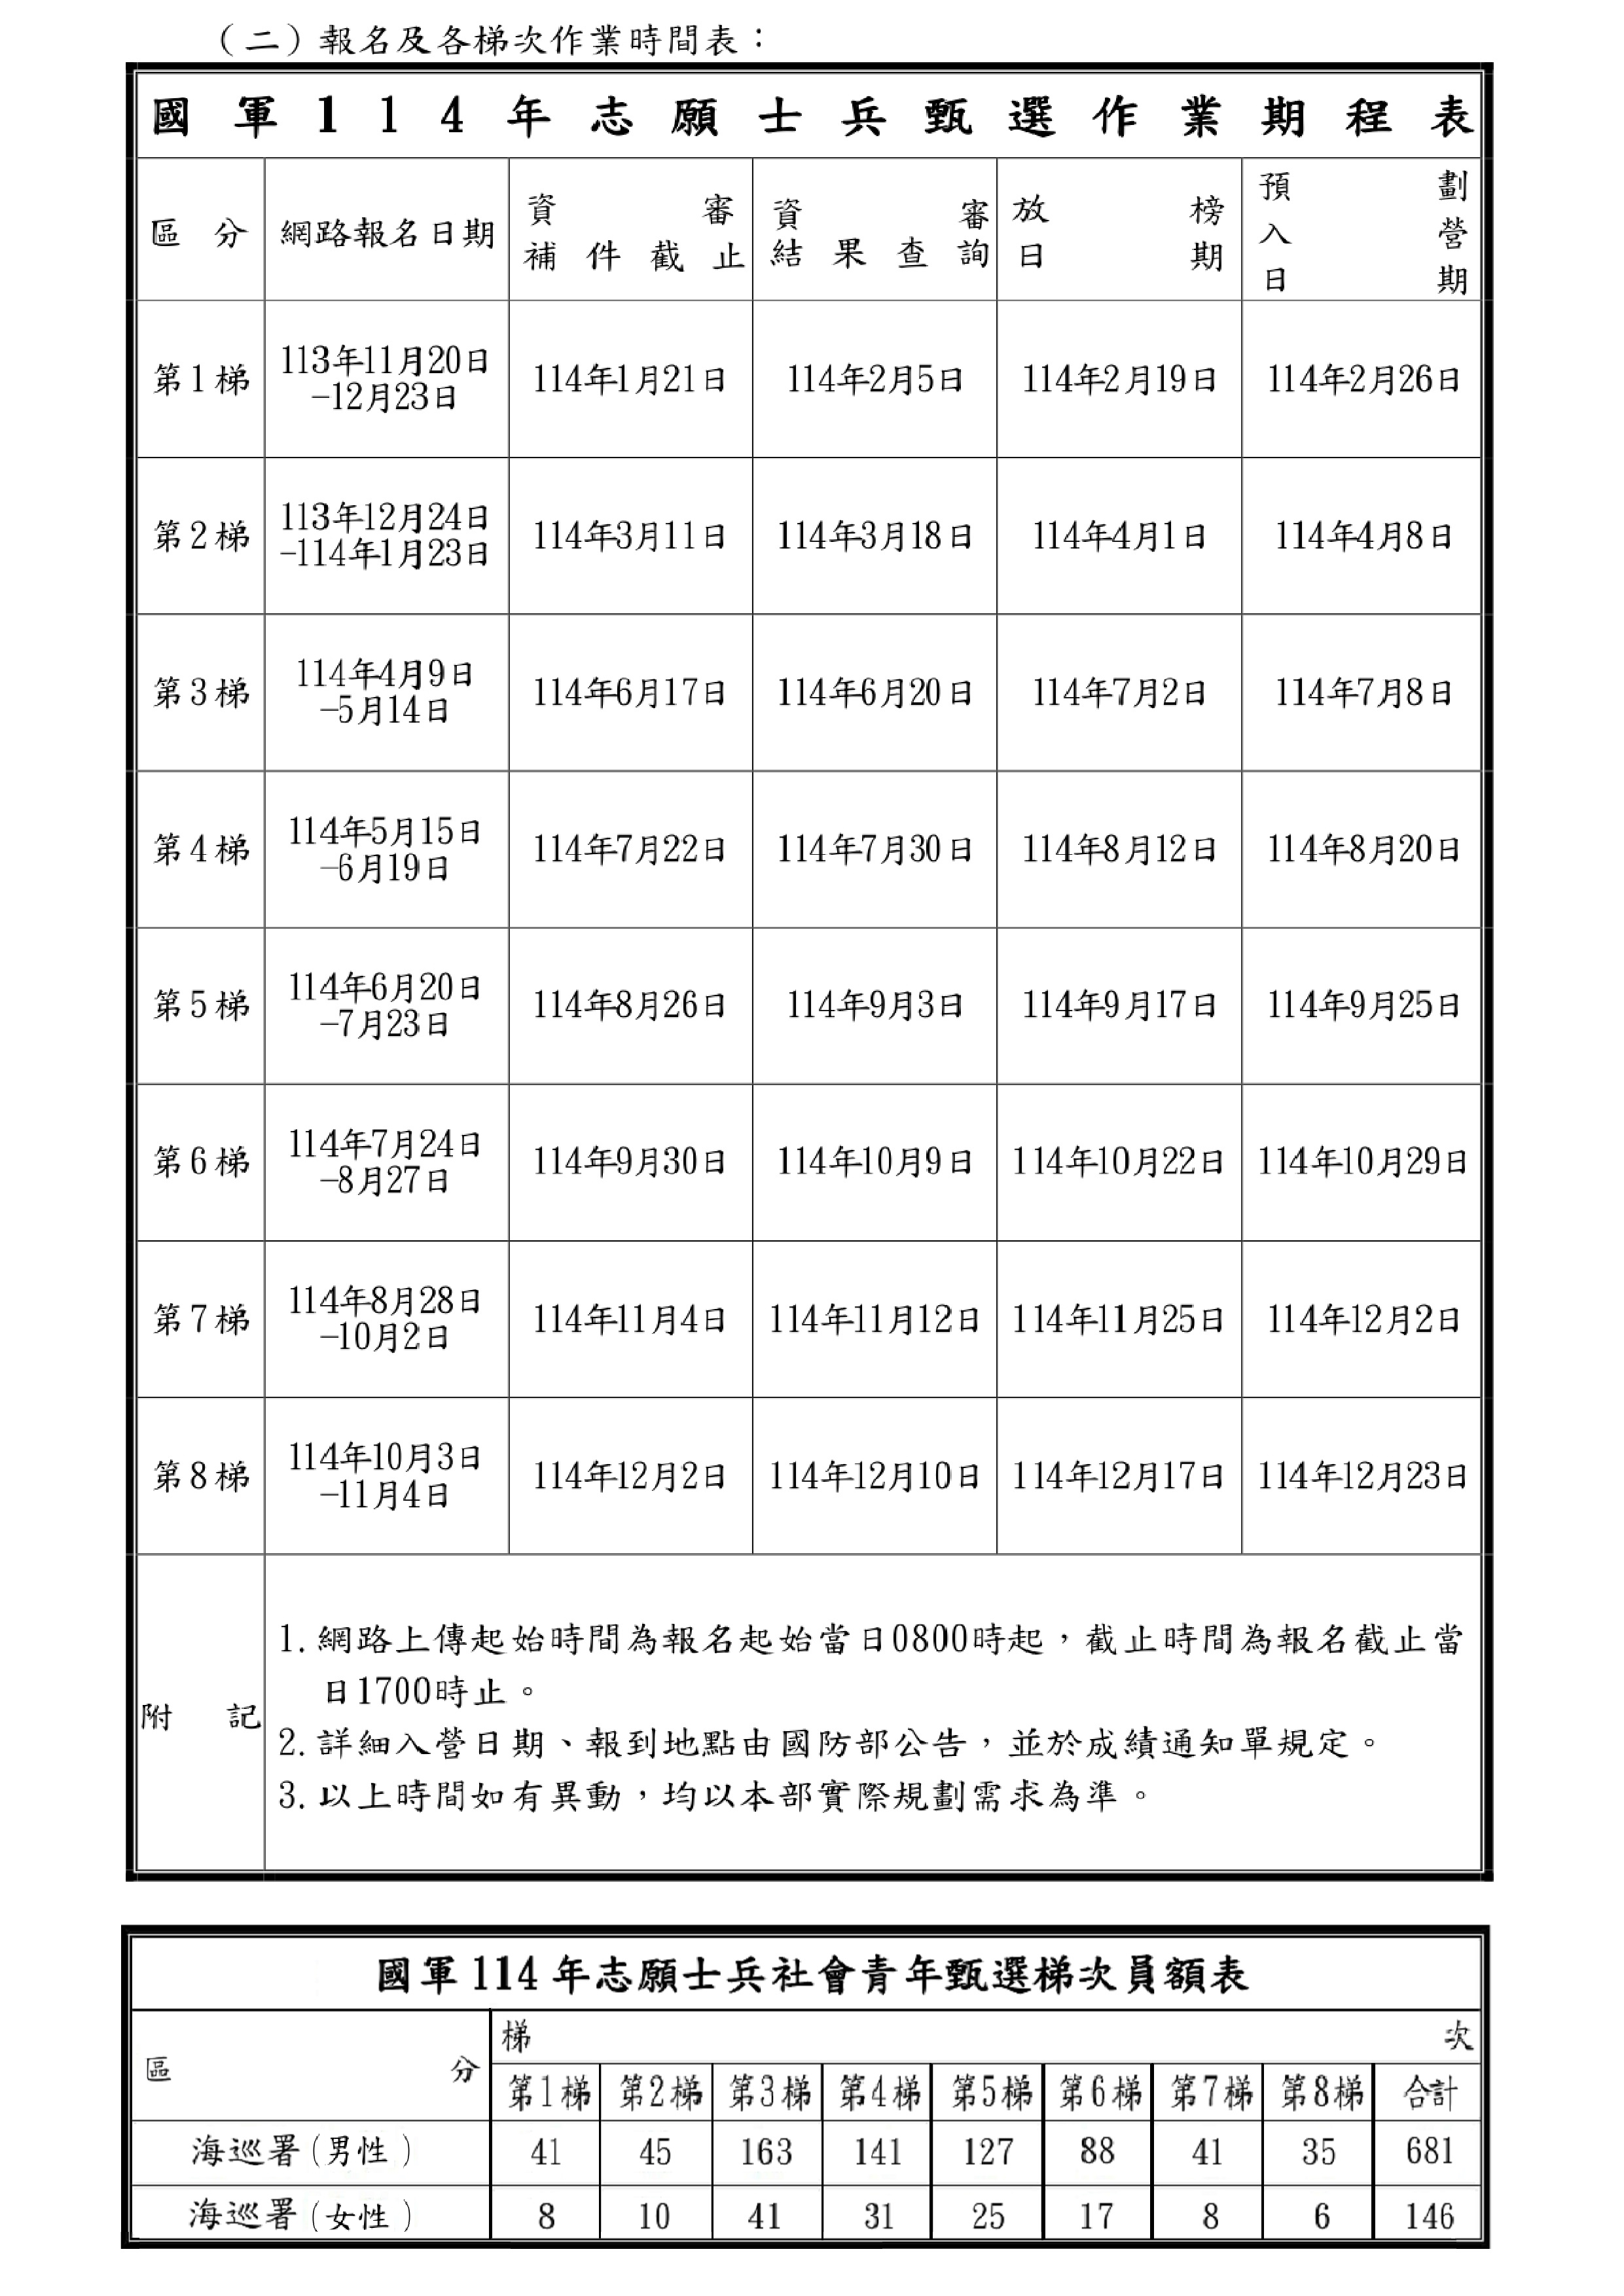 （二）報名及各梯次作業時間表：
國軍114年志願士兵甄選作業期程表
區分 網路報名日期 資審補件截止 資審結果查詢 放榜日期 預劃入營日期
第1梯 113年11月20日-12月23日 114年1月21日 114年2月5日 114年2月19日 114年2月26日
第2梯 113年12月24日-114年1月23日 114年3月11日 114年3月18日 114年4月1日 114年4月8日
第3梯 114年4月9日-5月14日 114年6月17日 114年6月20日 114年7月2日 114年7月8日
第4梯 114年5月15日-6月19日 114年7月22日 114年7月30日 114年8月12日 114年8月20日
第5梯 114年6月20日-7月23日 114年8月26日 114年9月3日 114年9月17日 114年9月25日
第6梯 114年7月24日-8月27日 114年9月30日 114年10月9日 114年10月22日 114年10月29日
第7梯 114年8月28日-10月2日 114年11月4日 114年11月12日 114年11月25日 114年12月2日
第8梯 114年10月3日-11月4日 114年12月2日 114年12月10日 114年12月17日 114年12月23日
附記
1.網路上傳起始時間為報名起始當日0800時起，截止時間為報名截止當
日1700時止。
2.詳細入營日期、報到地點由國防部公告，並於成績通知單規定。
3.以上時間如有異動，均以本部實際規劃需求為準。
國軍114年志願士兵社會青年甄選梯次員額表
區分 梯次
第1梯 第2梯 第3梯 第4梯 第5梯 第6梯 第7梯 第8梯 合計
海巡署(男性) 41 45 163 141 127 88 41 35 681
海巡署(女性) 8 10 41 31 25 17 8 6 146